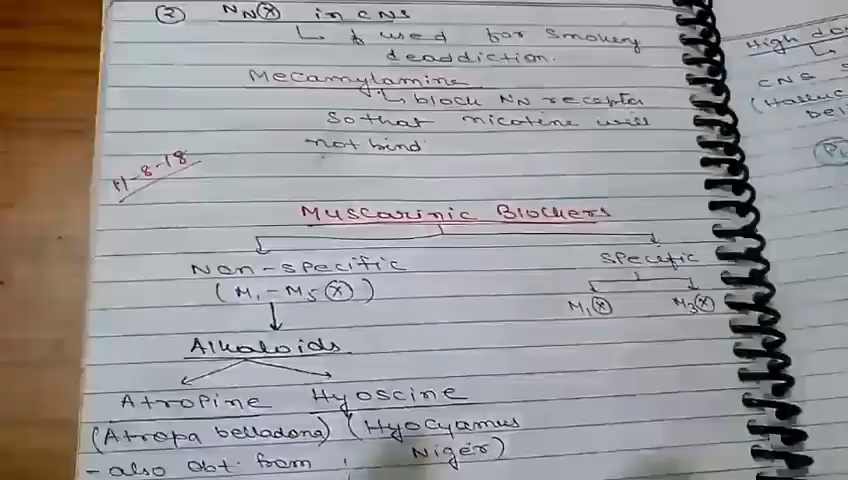 ② NN ⓧ in CNS
↳ used for smoking
deaddiction.
Mecamylamine
↳ block NN receptor
so that nicotine will
not bind
11-8-18
Muscarinic Blockers
Non-specific
Specific
(M1-M5 ⓧ)
M1 ⓧ M3 ⓧ
Alkaloids
Atropine Hyoscine
(Atropa belladona) (Hyocyamus
Niger)
- also obt. from
High do
CNS S
(Halluc
Del